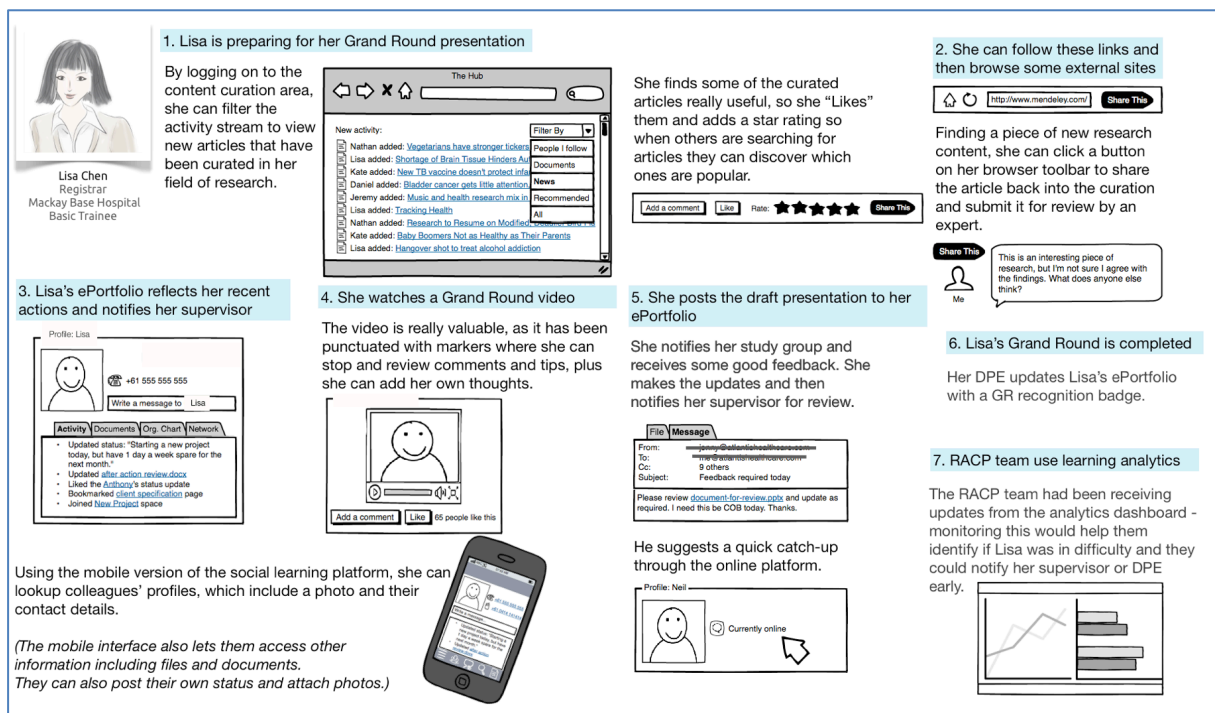 Lisa Chen
Registrar
Mackay Base Hospital
Basic Trainee
1. Lisa is preparing for her Grand Round presentation
By logging on to the
content curation area,
she can filter the
activity stream to view
new articles that have
been curated in her
field of research.
The Hub
New activity:
Filter By
People I follow
Documents
News
Recommended
All
Nathan added: Vegetarians have stronger tickers
Lisa added: Shortage of Brain Tissue Hinders
Kate added: New TB vaccine doesn't protect
Daniel added: Bladder cancer gets little attention,
Jeremy added: Music and health research mix in
Lisa added: Tracking Health
Nathan added: Research to Resume on Modified,
Kate added: Baby Boomers Not as Healthy as Their Parents
Lisa added: Hangover shot to treat alcohol addiction
She finds some of the curated
articles really useful, so she “Likes”
them and adds a star rating so
when others are searching for
articles they can discover which
ones are popular.
Add a comment
Like
Rate:
Share This
2. She can follow these links and
then browse some external sites
http://www.mendeley.com/
Share This
Finding a piece of new research
content, she can click a button
on her browser toolbar to share
the article back into the curation
and submit it for review by an
expert.
Share This
Me
This is an interesting piece of
research, but I'm not sure I agree with
the findings. What does anyone else
think?
3. Lisa’s ePortfolio reflects her recent
actions and notifies her supervisor
Profile: Lisa
+61 555 555 555
Write a message to Lisa
Activity Documents Org. Chart Network
• Updated status: "Starting a new project
today, but have 1 day a week spare for the
next month."
• Updated after action review.docx
• Liked the Anthony's status update
• Bookmarked client specification page
• Joined New Project space
Using the mobile version of the social learning platform, she can
lookup colleagues’ profiles, which include a photo and their
contact details.
(The mobile interface also lets them access other
information including files and documents.
They can also post their own status and attach photos.)
4. She watches a Grand Round video
The video is really valuable, as it has been
punctuated with markers where she can
stop and review comments and tips, plus
she can add her own thoughts.
Add a comment
Like
65 people like this
5. She posts the draft presentation to her
ePortfolio
She notifies her study group and
receives some good feedback. She
makes the updates and then
notifies her supervisor for review.
File Message
From: jenny@atlantishealthcare.com
To: me@atlantishealthcare.com
Cc: 9 others
Subject: Feedback required today
Please review document-for-review.pptx and update as
required. I need this be COB today. Thanks.
He suggests a quick catch-up
through the online platform.
Profile: Neil
Currently online
6. Lisa’s Grand Round is completed
Her DPE updates Lisa’s ePortfolio
with a GR recognition badge.
7. RACP team use learning analytics
The RACP team had been receiving
updates from the analytics dashboard -
monitoring this would help them
identify if Lisa was in difficulty and they
could notify her supervisor or DPE
early.